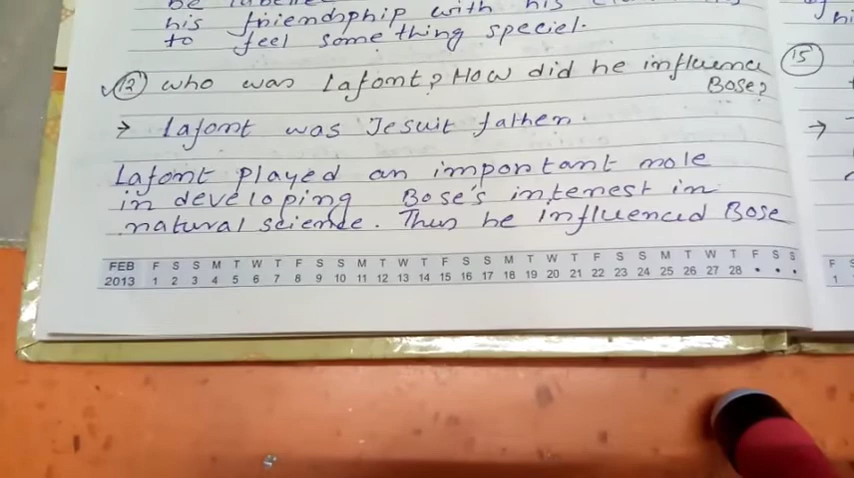 his friendship with his
to feel something speciel.
12 who was Lafont? How did he influence
Bose?
→ Lafont was Jesuit father.
Lafont played an important role
in developing Bose's interest in
natural science. Thus he influenced Bose
FEB F S S M T W T F S S M T W T F S S M T W T F S S M T W T F S S
2013 1 2 3 4 5 6 7 8 9 10 11 12 13 14 15 16 17 18 19 20 21 22 23 24 25 26 27 28 • • •
15
→
F
1